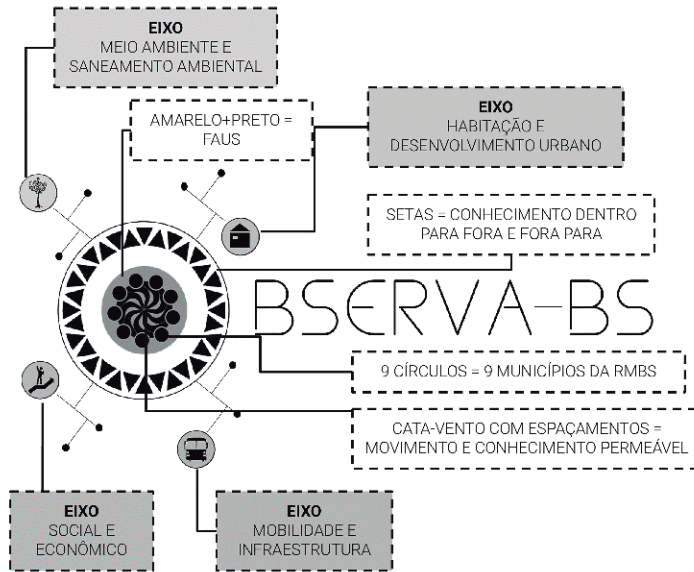 EIXO
MEIO AMBIENTE E
SANEAMENTO AMBIENTAL
AMARELO+PRETO =
FAUS
EIXO
HABITAÇÃO E
DESENVOLVIMENTO URBANO
SETAS = CONHECIMENTO DENTRO
PARA FORA E FORA PARA
BSERVA-BS
9 CÍRCULOS = 9 MUNICÍPIOS DA RMBS
CATA-VENTO COM ESPAÇAMENTOS =
MOVIMENTO E CONHECIMENTO PERMEÁVEL
EIXO
SOCIAL E
ECONÔMICO
EIXO
MOBILIDADE E
INFRAESTRUTURA